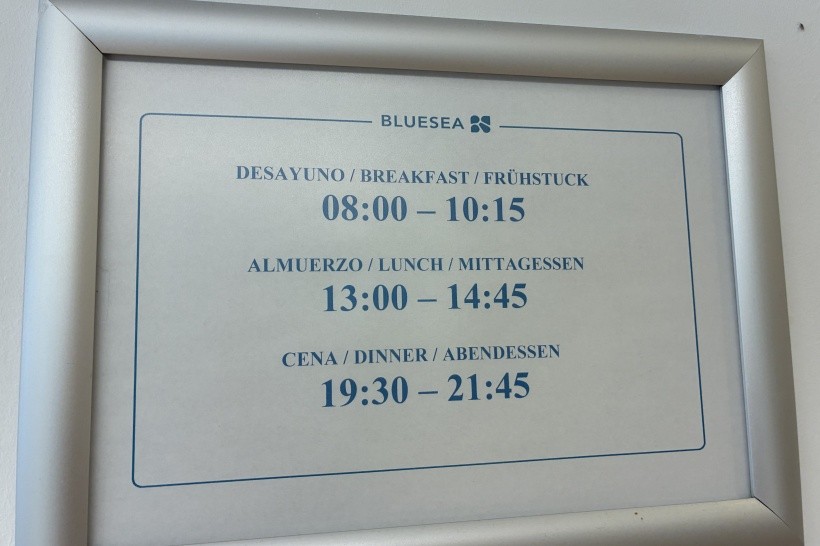 BLUESEA
DESAYUNO / BREAKFAST / FRÜHSTUCK
08:00 – 10:15
ALMUERZO / LUNCH / MITTAGESSEN
13:00 – 14:45
CENA / DINNER / ABENDESSEN
19:30 – 21:45